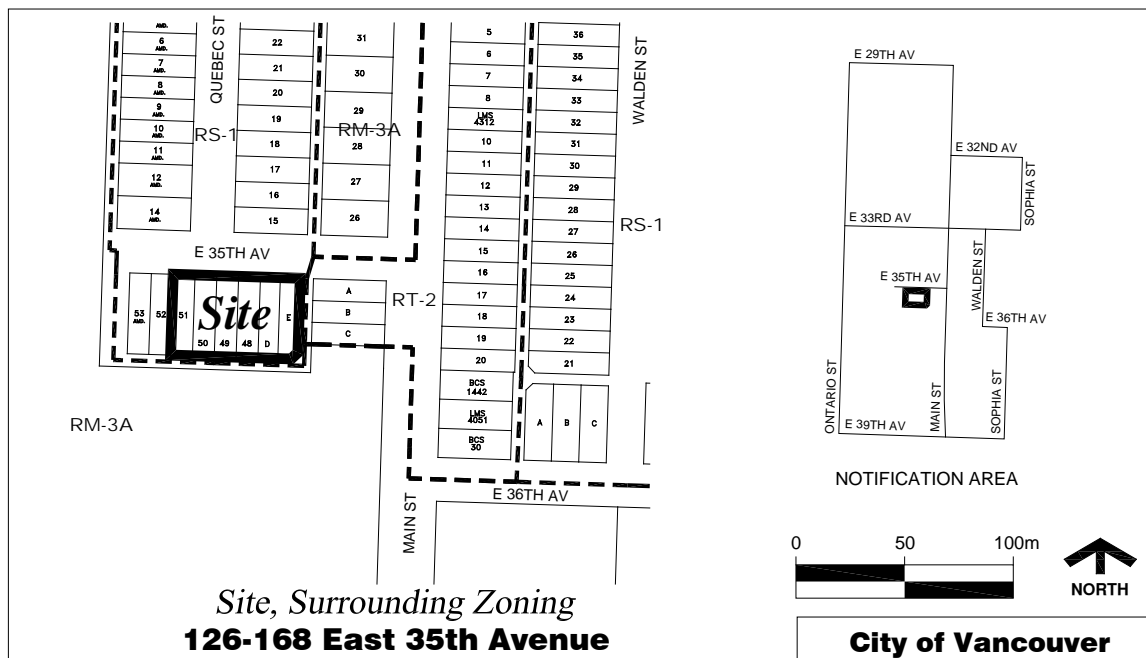 AMD.
6
AMD.
7
AMD.
8
AMD.
9
AMD.
10
AMD.
11
AMD.
12
AMD.
14
AMD.
QUEBEC ST
RS-1
22
21
20
19
18
17
16
15
31
30
29
RM-3A
28
27
26
5
6
7
8
LMS
4312
10
11
12
13
14
15
16
17
18
19
20
BCS
1442
LMS
4051
BCS
30
36
35
34
33
32
31
30
29
28
27
26
25
24
23
22
21
WALDEN ST
RS-1
E 35TH AV
53
AMD.
52
51
Site
50
49
48
D
E
A
B
C
RT-2
A
B
C
RM-3A
E 36TH AV
MAIN ST
Site, Surrounding Zoning
126-168 East 35th Avenue
E 29TH AV
E 32ND AV
SOPHIA ST
E 33RD AV
WALDEN ST
E 35TH AV
E 36TH AV
ONTARIO ST
MAIN ST
SOPHIA ST
E 39TH AV
NOTIFICATION AREA
0 50 100m
NORTH
City of Vancouver